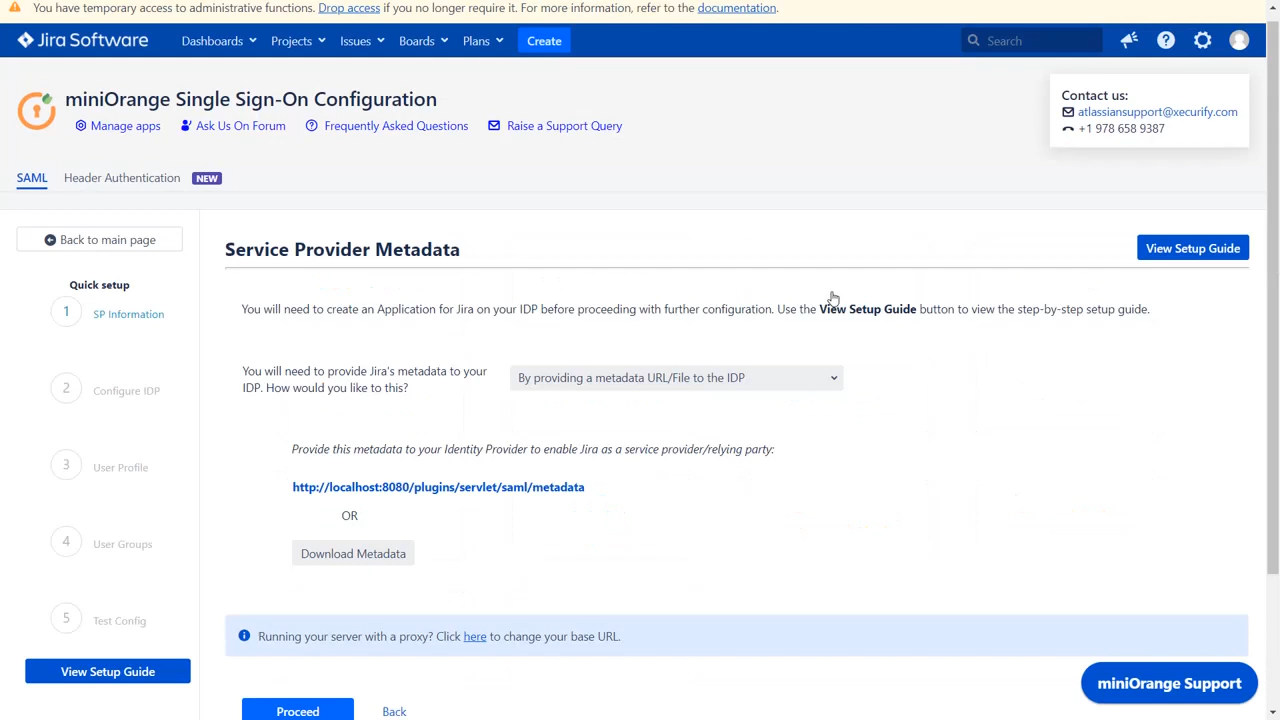 You have temporary access to administrative functions. Drop access if you no longer require it. For more information, refer to the documentation.
Jira Software Dashboards Projects Issues Boards Plans Create Search
miniOrange Single Sign-On Configuration
Manage apps Ask Us On Forum Frequently Asked Questions Raise a Support Query
Contact us:
atlassiansupport@xecurify.com
+1 978 658 9387
SAML Header Authentication NEW
Back to main page
Quick setup
1 SP Information
2 Configure IDP
3 User Profile
4 User Groups
5 Test Config
View Setup Guide
Service Provider Metadata
View Setup Guide
You will need to create an Application for Jira on your IDP before proceeding with further configuration. Use the View Setup Guide button to view the step-by-step setup guide.
You will need to provide Jira's metadata to your
IDP. How would you like to this?
By providing a metadata URL/File to the IDP
Provide this metadata to your Identity Provider to enable Jira as a service provider/relying party:
http://localhost:8080/plugins/servlet/saml/metadata
OR
Download Metadata
Running your server with a proxy? Click here to change your base URL.
miniOrange Support
Proceed Back